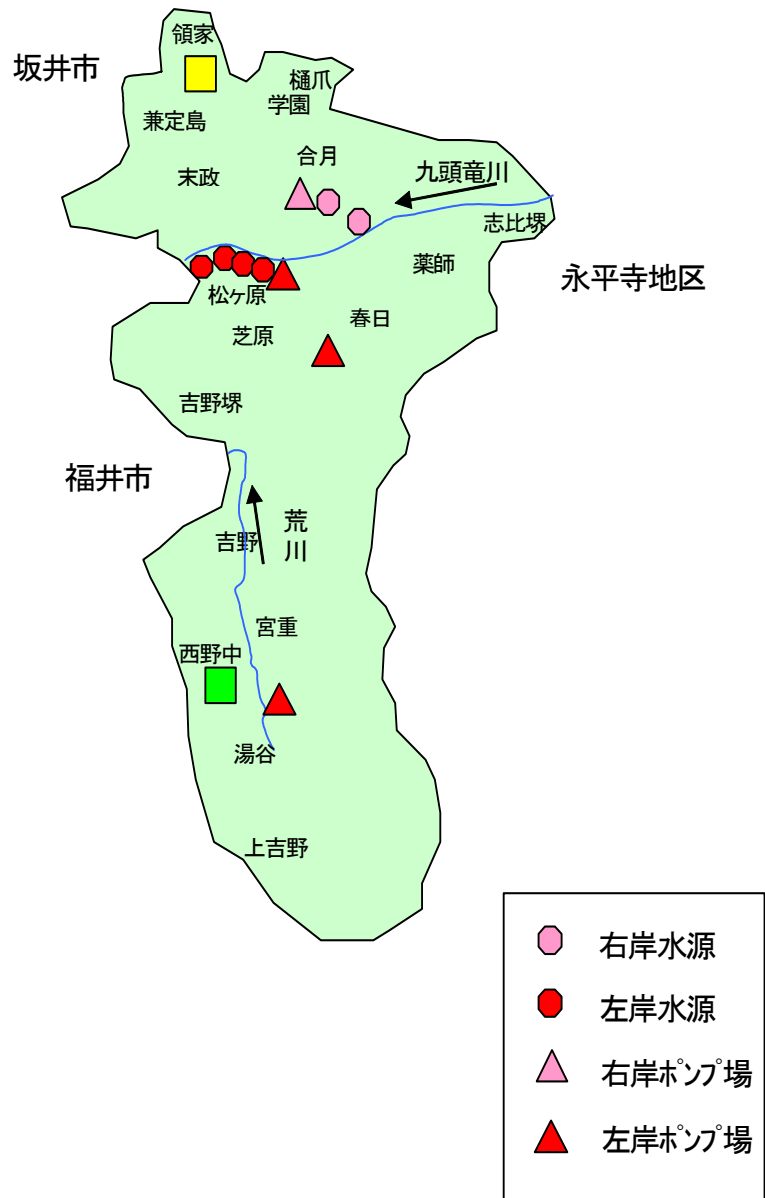 領家
坂井市
樋爪
学園
兼定島
合月
九頭竜川
末政
志比堺
薬師
永平寺地区
松ヶ原
春日
芝原
吉野堺
福井市
荒川
吉野
宮重
西野中
湯谷
上吉野
右岸水源
左岸水源
右岸ﾎﾟﾝﾌﾟ場
左岸ﾎﾟﾝﾌﾟ場